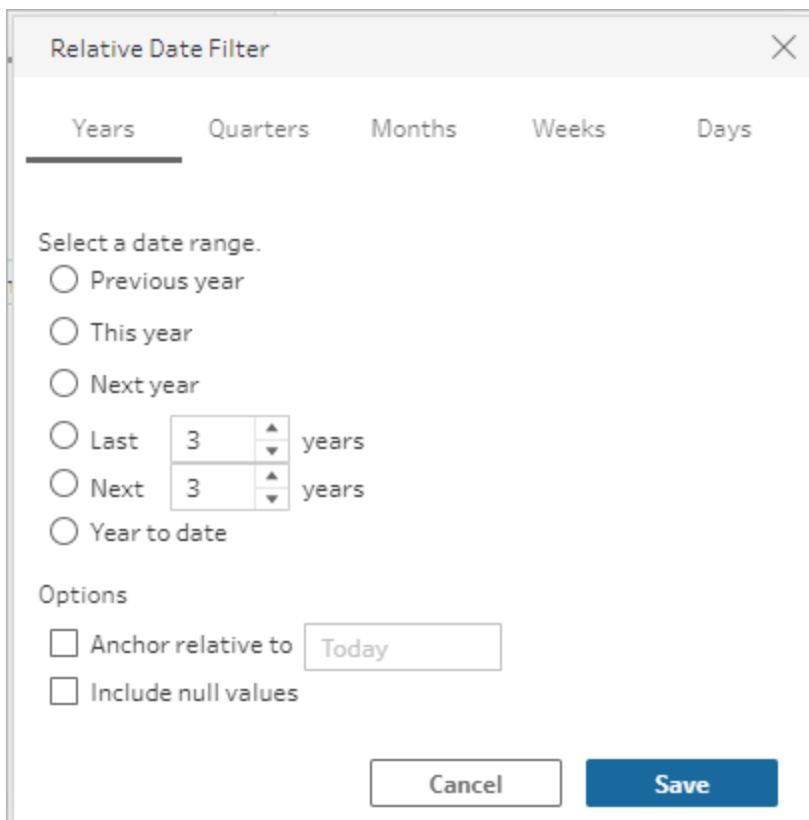 Relative Date Filter
Years Quarters Months Weeks Days
Select a date range.
Previous year
This year
Next year
Last 3 years
Next 3 years
Year to date
Options
Anchor relative to Today
Include null values
Cancel Save